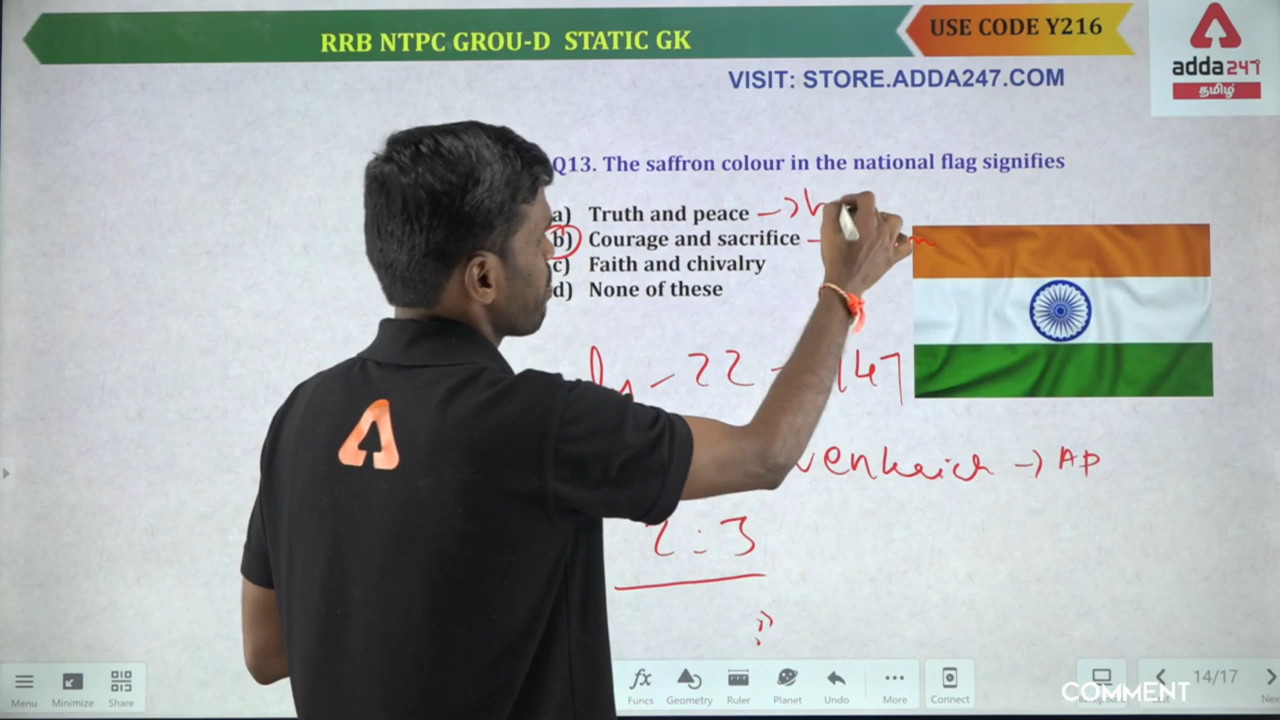 RRB NTPC GROU-D STATIC GK
USE CODE Y216
adda247
தமிழ்
VISIT: STORE.ADDA247.COM
Q13. The saffron colour in the national flag signifies
a) Truth and peace
b) Courage and sacrifice
c) Faith and chivalry
d) None of these
22 - 1947
→ AP
2:3
fx
Menu Minimize Share Funcs Geometry Ruler Planet Undo More Connect
14/17
COMMENT